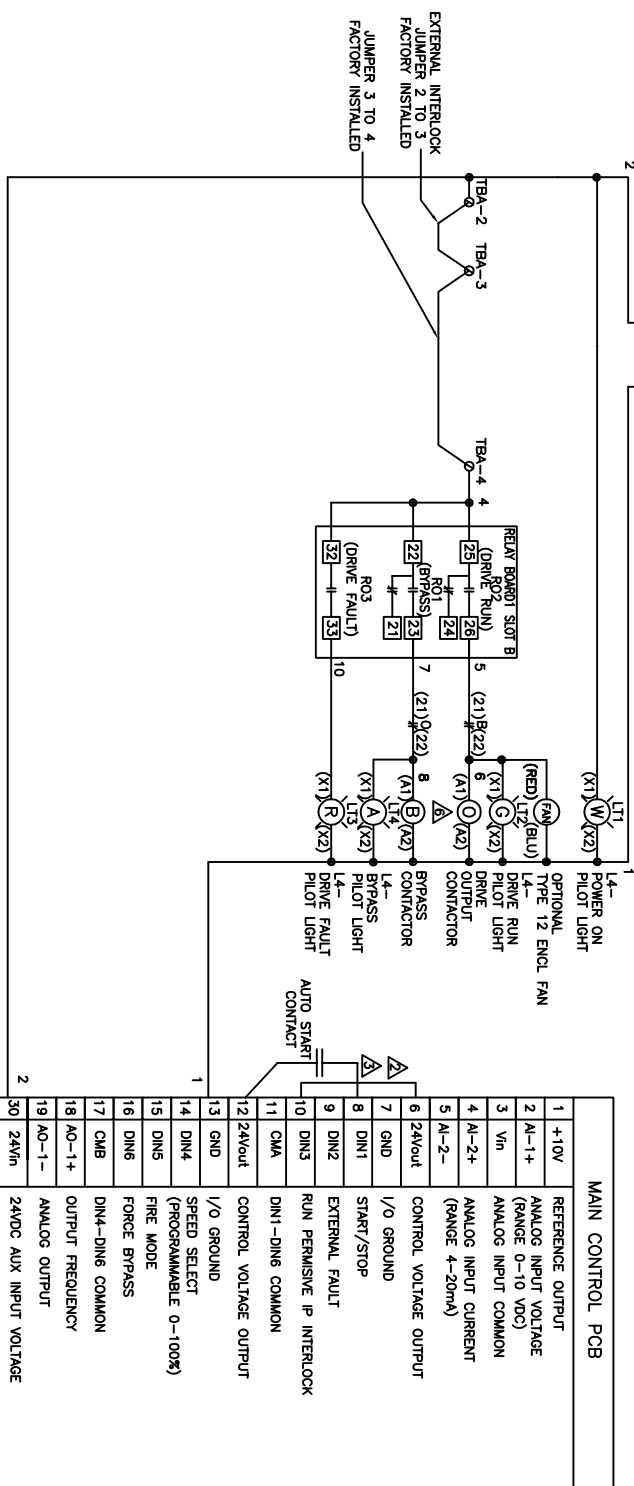 2
1
EXTERNAL INTERLOCK
JUMPER 2 TO 3
FACTORY INSTALLED
JUMPER 3 TO 4
FACTORY INSTALLED
TBA-2
TBA-3
TBA-4
4
RELAY BOARD1 SLOT B
25
RO2
(DRIVE RUN)
26
24
22
RO1
(BYPASS)
23
21
32
RO3
(DRIVE FAULT)
33
5
7
10
(21) B (22)
(21) O (22)
6
8
(X1) W (X2)
LT1
L4-
POWER ON
PILOT LIGHT
(RED) FAN (BLU)
OPTIONAL
TYPE 12 ENCL FAN
(X1) G (X2)
LT2
L4-
DRIVE RUN
PILOT LIGHT
(A1) O (A2)
DRIVE
OUTPUT
CONTACTOR
6
(A1) B (A2)
BYPASS
CONTACTOR
(X1) A (X2)
LT4
L4-
BYPASS
PILOT LIGHT
(X1) R (X2)
LT3
L4-
DRIVE FAULT
PILOT LIGHT
AUTO START
CONTACT
2
3
1
2
MAIN CONTROL PCB
1 +10V REFERENCE OUTPUT
2 AI-1+ ANALOG INPUT VOLTAGE
(RANGE 0-10 VDC)
3 Vin ANALOG INPUT COMMON
4 AI-2+ ANALOG INPUT CURRENT
5 AI-2- (RANGE 4-20mA)
6 24Vout CONTROL VOLTAGE OUTPUT
7 GND I/O GROUND
8 DIN1 START/STOP
9 DIN2 EXTERNAL FAULT
10 DIN3 RUN PERMISIVE IP INTERLOCK
11 CMA DIN1-DIN6 COMMON
12 24Vout CONTROL VOLTAGE OUTPUT
13 GND I/O GROUND
14 DIN4 SPEED SELECT
(PROGRAMMABLE 0-100%)
15 DIN5 FIRE MODE
16 DIN6 FORCE BYPASS
17 CMB DIN4-DIN6 COMMON
18 AO-1+ OUTPUT FREQUENCY
19 AO-1- ANALOG OUTPUT
30 24Vin 24VDC AUX INPUT VOLTAGE